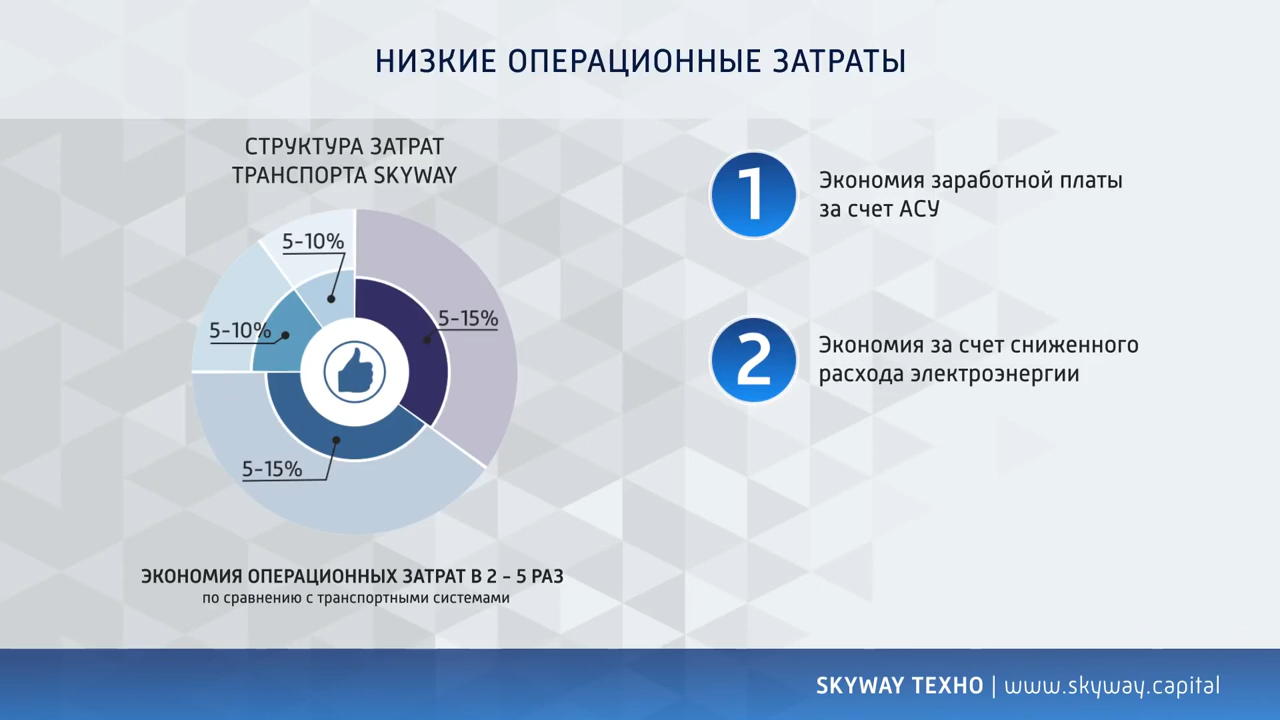 НИЗКИЕ ОПЕРАЦИОННЫЕ ЗАТРАТЫ
СТРУКТУРА ЗАТРАТ
ТРАНСПОРТА SKYWAY
5-10%
5-15%
5-10%
5-15%
ЭКОНОМИЯ ОПЕРАЦИОННЫХ ЗАТРАТ В 2 - 5 РАЗ
по сравнению с транспортными системами
1
Экономия заработной платы
за счет АСУ
2
Экономия за счет сниженного
расхода электроэнергии
SKYWAY ТЕХНО | www.skyway.capital